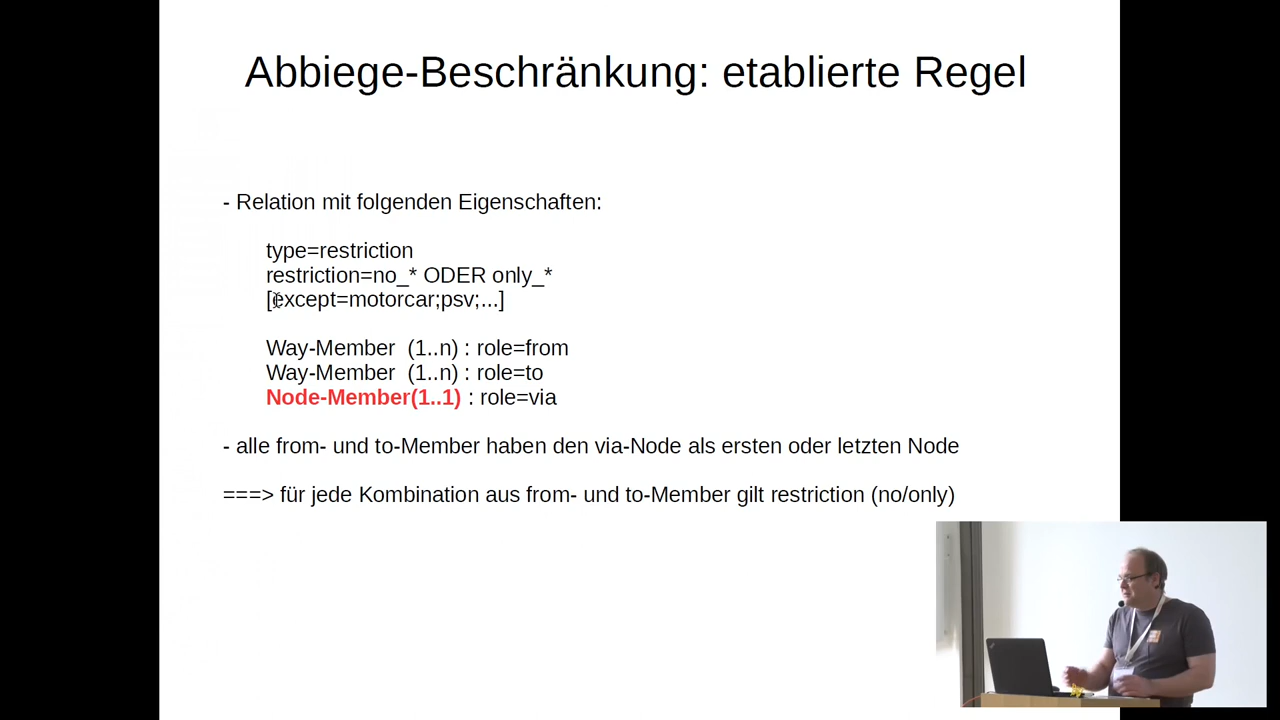 Abbiege-Beschränkung: etablierte Regel
- Relation mit folgenden Eigenschaften:
type=restriction
restriction=no_* ODER only_*
[except=motorcar;psv;...]
Way-Member (1..n) : role=from
Way-Member (1..n) : role=to
Node-Member(1..1) : role=via
- alle from- und to-Member haben den via-Node als ersten oder letzten Node
===> für jede Kombination aus from- und to-Member gilt restriction (no/only)